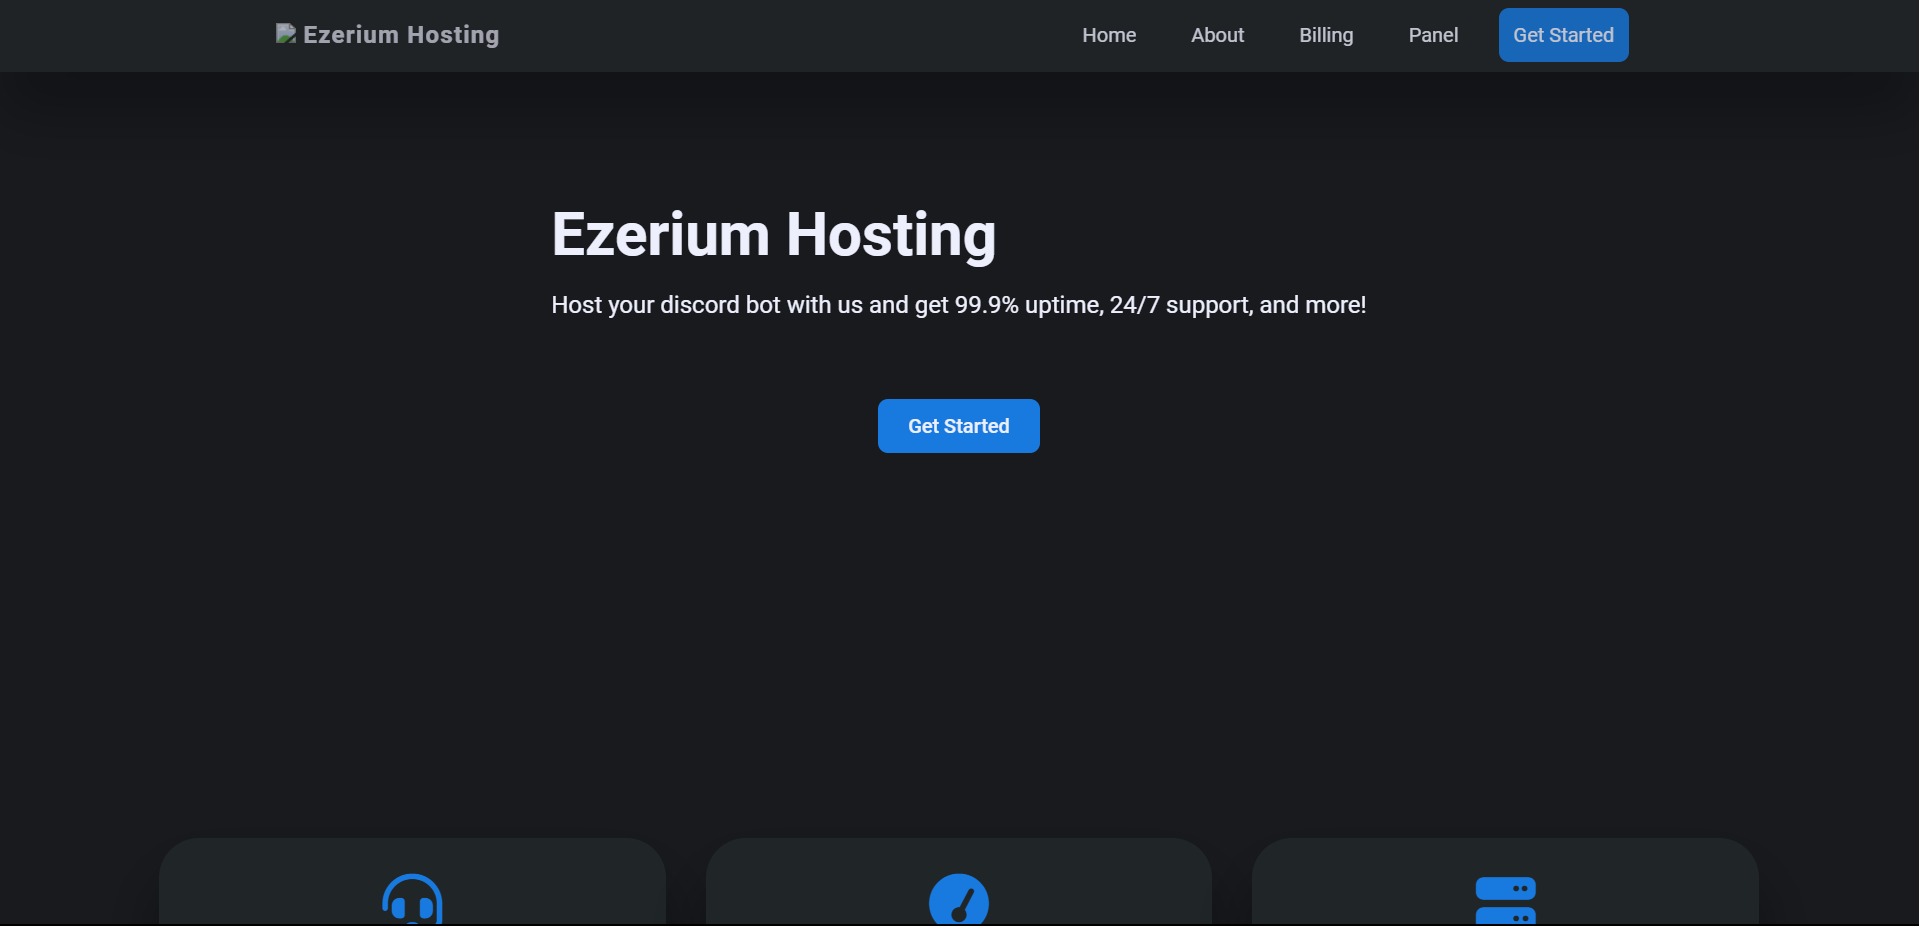 Ezerium Hosting
Home About Billing Panel Get Started
Ezerium Hosting
Host your discord bot with us and get 99.9% uptime, 24/7 support, and more!
Get Started